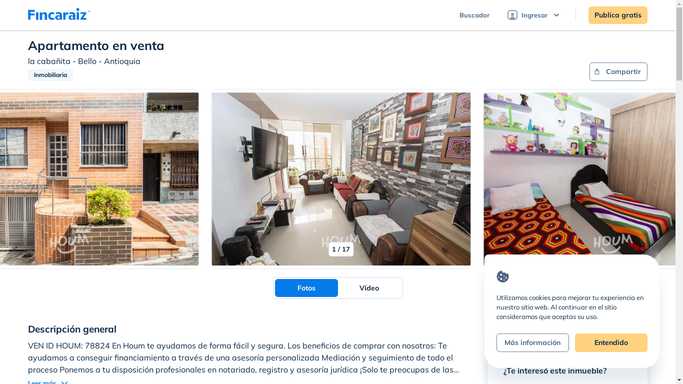 Fincaraíz
Buscador
Ingresar
Publica gratis
Apartamento en venta
la cabañita - Bello - Antioquia
Inmobiliaria
Compartir
HOUM
HOUM
HOUM
1 / 17
Fotos
Video
Descripción general
VEN ID HOUM: 78824 En Houm te ayudamos de forma fácil y segura. Los beneficios de comprar con nosotros: Te
ayudamos a conseguir financiamiento a través de una asesoría personalizada Mediación y seguimiento de todo el
proceso Ponemos a tu disposición profesionales en notariado, registro y asesoría jurídica ¡Solo te preocupas de las...
Leer más
Utilizamos cookies para mejorar tu experiencia en
nuestro sitio web. Al continuar en el sitio
consideramos que aceptas su uso.
Más información
Entendido
¿Te interesó este inmueble?